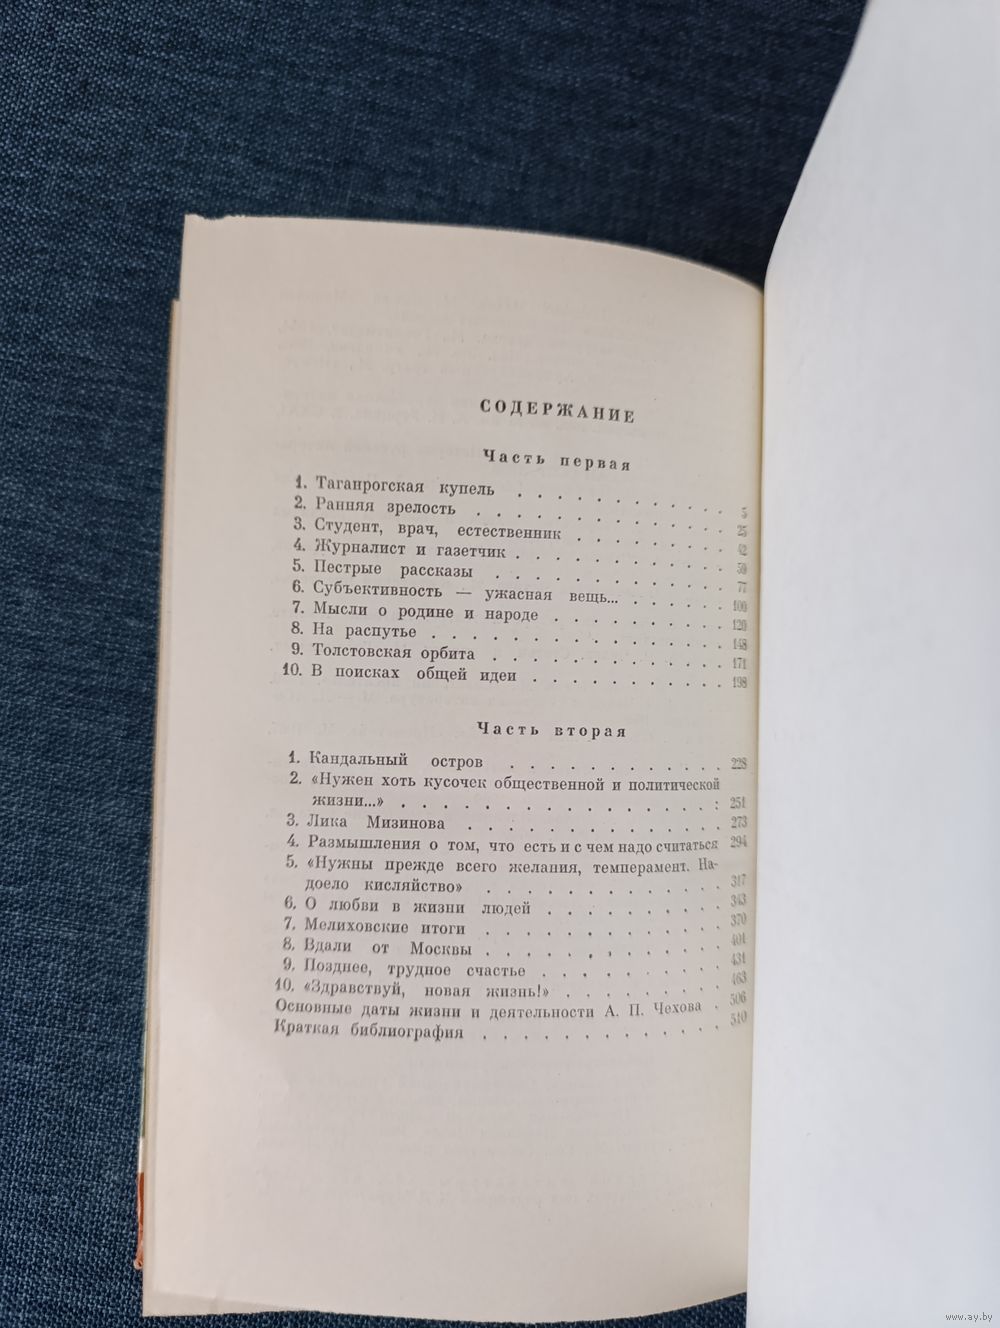 СОДЕРЖАНИЕ
Часть первая
1. Таганрогская купель . . . . . . . . . . . 5
2. Ранняя зрелость . . . . . . . . . . . . . 25
3. Студент, врач, естественник . . . . . . . . 42
4. Журналист и газетчик . . . . . . . . . . . 59
5. Пестрые рассказы . . . . . . . . . . . . 77
6. Субъективность — ужасная вещь... . . . . . . 100
7. Мысли о родине и народе . . . . . . . . . 120
8. На распутье . . . . . . . . . . . . . . 148
9. Толстовская орбита . . . . . . . . . . . . 171
10. В поисках общей идеи . . . . . . . . . . 198
Часть вторая
1. Кандальный остров . . . . . . . . . . . 228
2. «Нужен хоть кусочек общественной и политической
жизни...» . . . . . . . . . . . . . . . : 251
3. Лика Мизинова . . . . . . . . . . . . . 273
4. Размышления о том, что есть и с чем надо считаться 294
5. «Нужны прежде всего желания, темперамент. На-
доело кисляйство» . . . . . . . . . . . . 317
6. О любви в жизни людей . . . . . . . . . 343
7. Мелиховские итоги . . . . . . . . . . . . 370
8. Вдали от Москвы . . . . . . . . . . . . 401
9. Позднее, трудное счастье . . . . . . . . . 431
10. «Здравствуй, новая жизнь!» . . . . . . . . 463
Основные даты жизни и деятельности А. П. Чехова . 506
Краткая библиография . . . . . . . . . . . . 510
www.ay.by